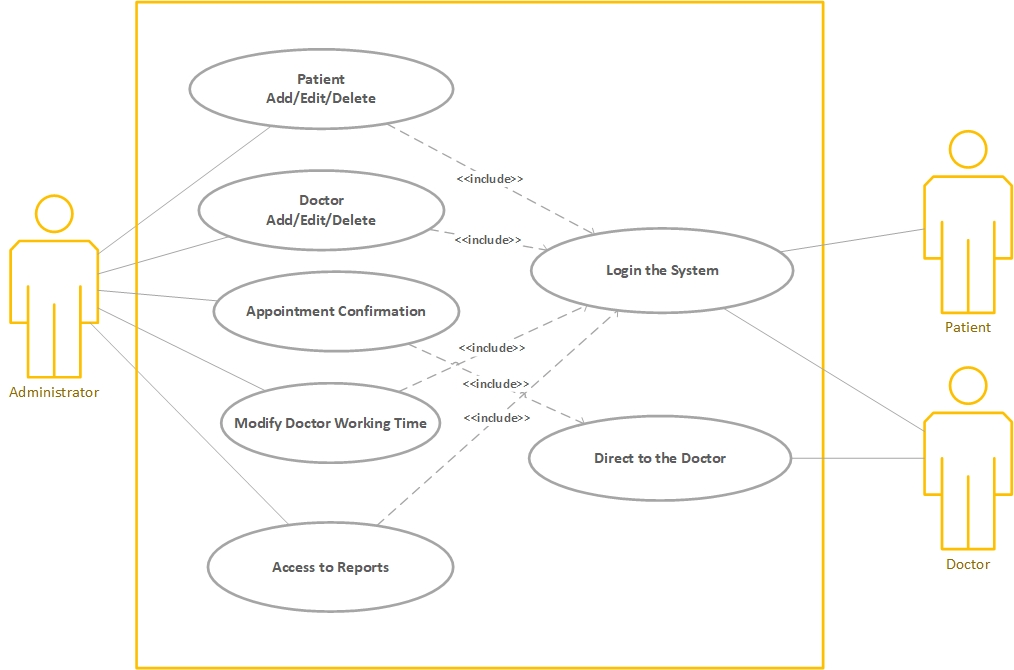 Patient
Add/Edit/Delete
<<include>>
Doctor
Add/Edit/Delete
<<include>>
Login the System
Appointment Confirmation
Patient
<<include>>
<<include>>
Administrator
<<include>>
Modify Doctor Working Time
Direct to the Doctor
Access to Reports
Doctor